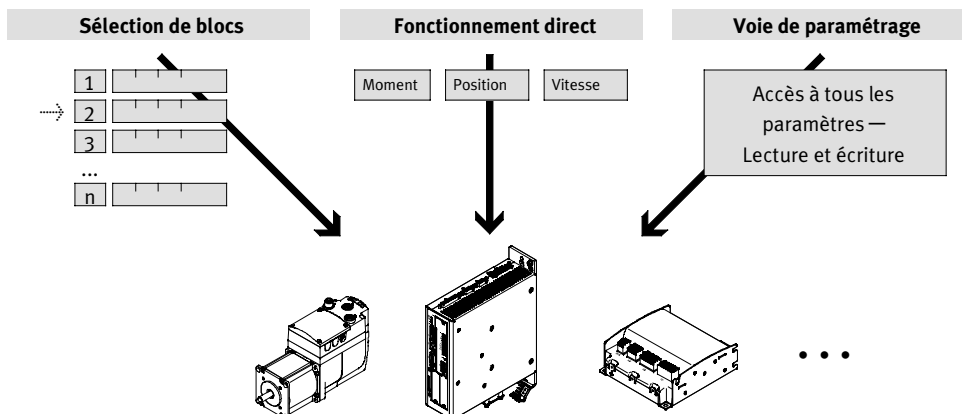 Sélection de blocs
Fonctionnement direct
Voie de paramétrage
1
2
3
...
n
Moment
Position
Vitesse
Accès à tous les
paramètres —
Lecture et écriture
• • •